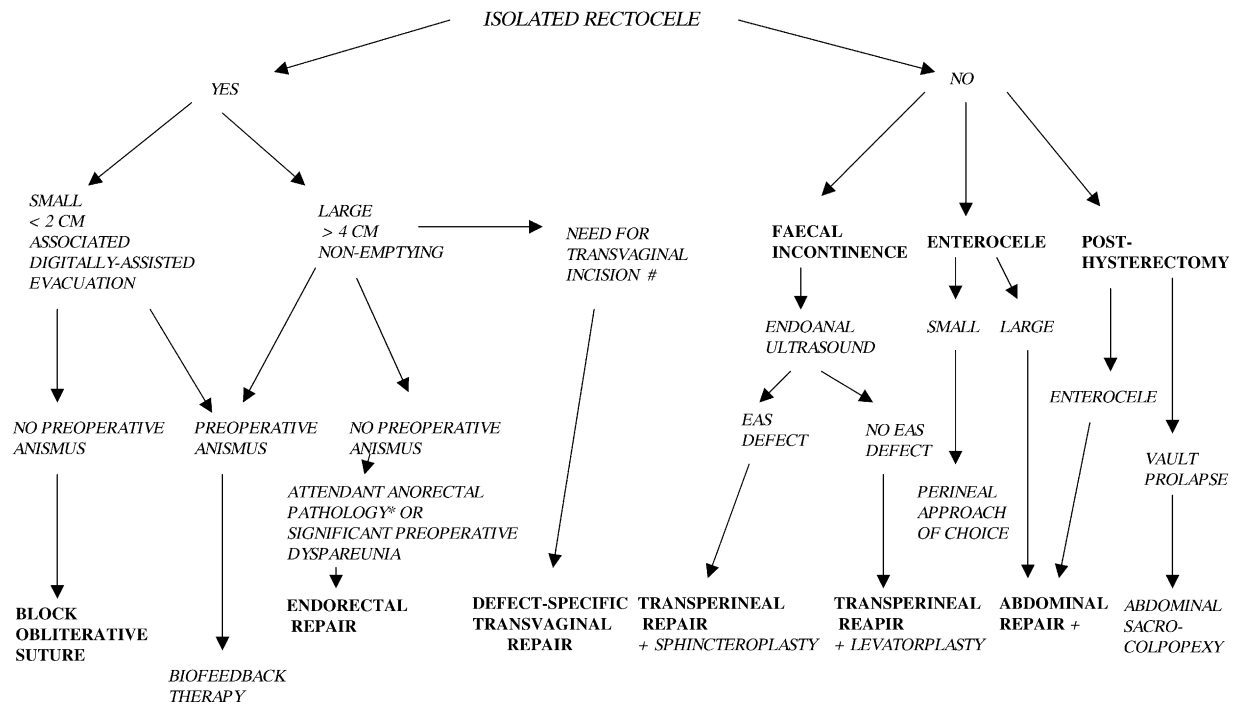 ISOLATED RECTOCELE
YES
NO
SMALL
< 2 CM
ASSOCIATED
DIGITALLY-ASSISTED
EVACUATION
LARGE
> 4 CM
NON-EMPTYING
NEED FOR
TRANSVAGINAL
INCISION #
FAECAL
INCONTINENCE
ENTEROCELE
POST-
HYSTERECTOMY
ENDOANAL
ULTRASOUND
SMALL
LARGE
ENTEROCELE
NO PREOPERATIVE
ANISMUS
PREOPERATIVE
ANISMUS
NO PREOPERATIVE
ANISMUS
EAS
DEFECT
NO EAS
DEFECT
VAULT
PROLAPSE
ATTENDANT ANORECTAL
PATHOLOGY* OR
SIGNIFICANT PREOPERATIVE
DYSPAREUNIA
PERINEAL
APPROACH
OF CHOICE
BLOCK
OBLITERATIVE
SUTURE
BIOFEEDBACK
THERAPY
ENDORECTAL
REPAIR
DEFECT-SPECIFIC
TRANSVAGINAL
REPAIR
TRANSPERINEAL
REPAIR
+ SPHINCTEROPLASTY
TRANSPERINEAL
REAPIR
+ LEVATORPLASTY
ABDOMINAL
REPAIR +
ABDOMINAL
SACRO-
COLPOPEXY